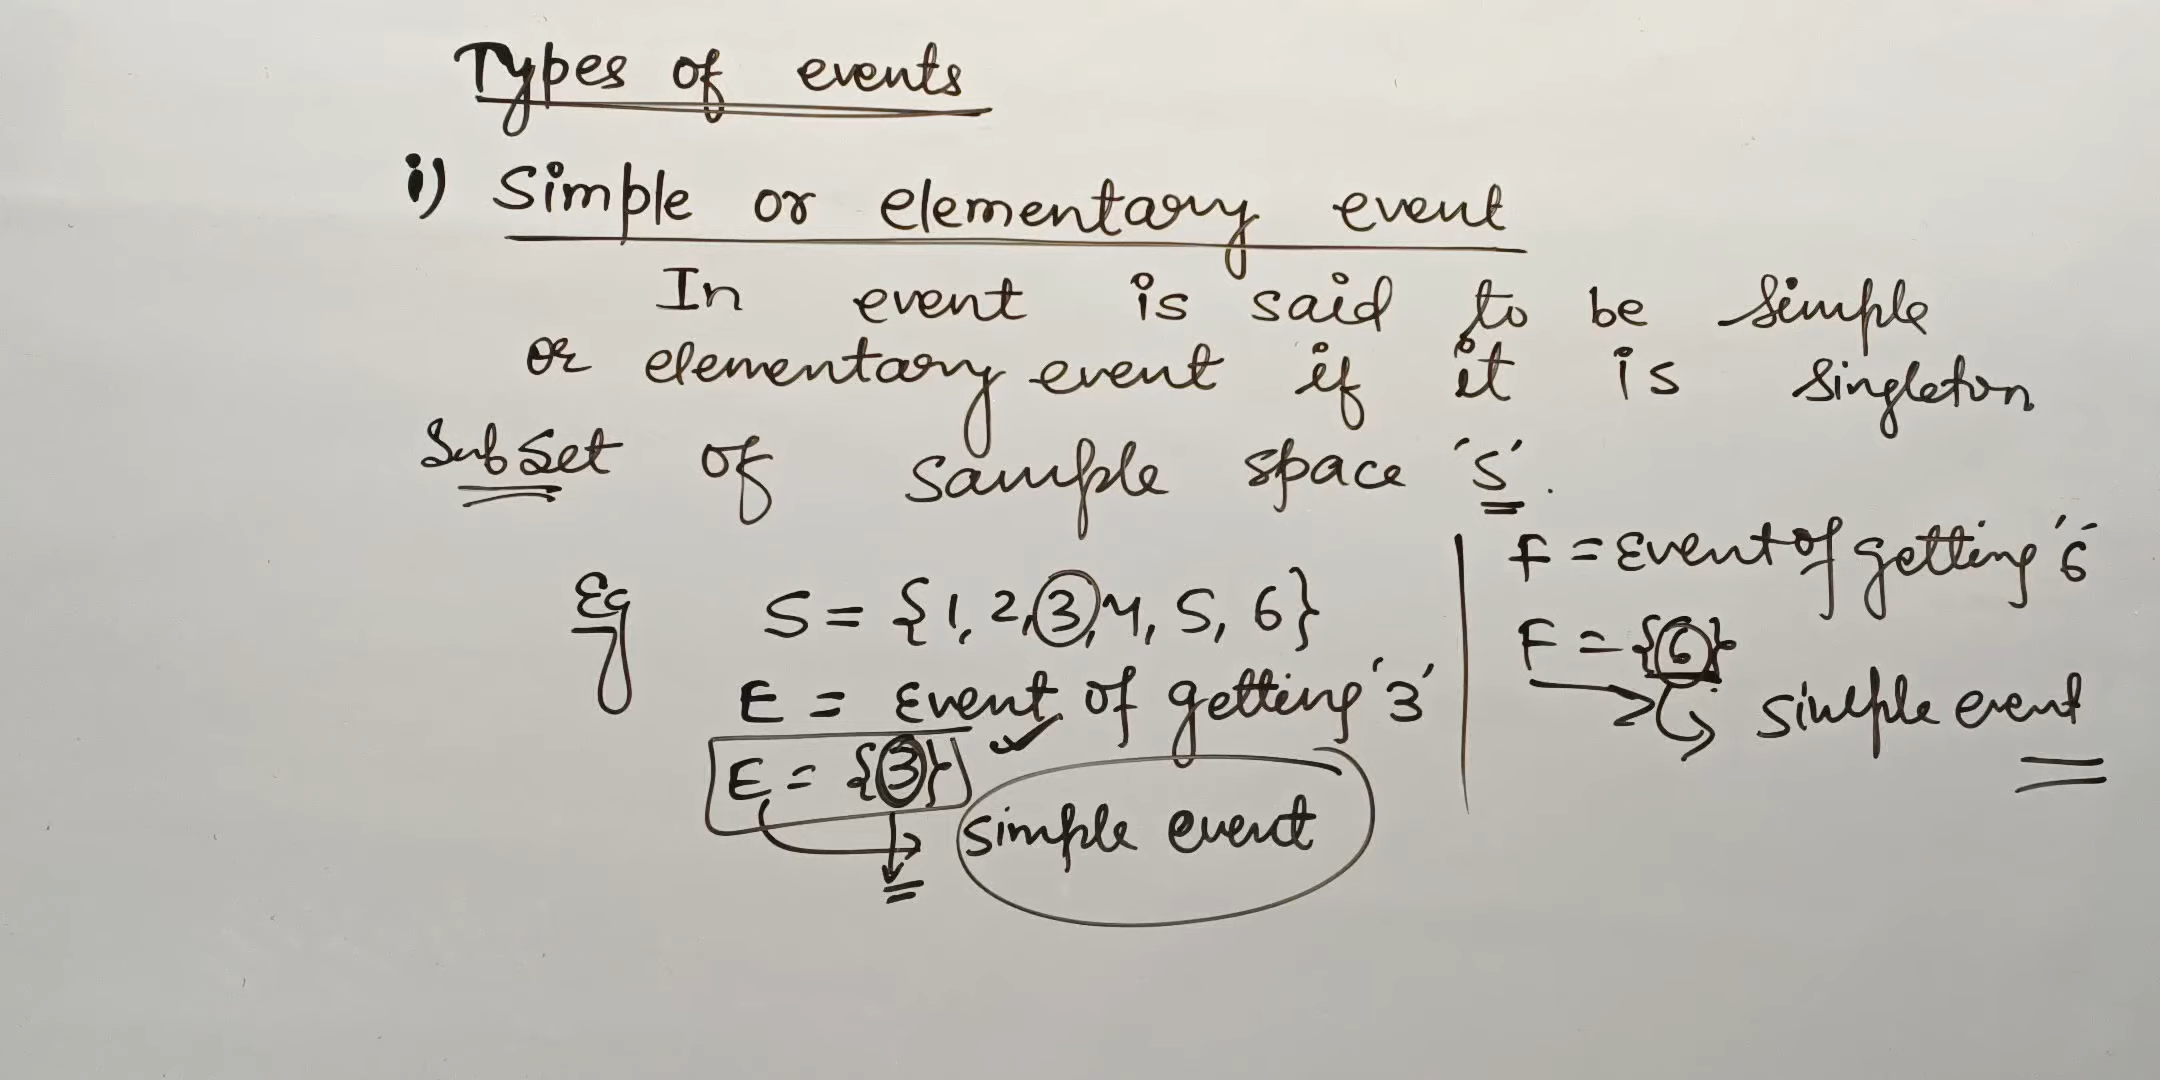 Types of events
i) Simple or elementary event
In event is said to be simple
or elementary event if it is singleton
SubSet of sample space 'S'.
Eg S = {1, 2, 3, 4, 5, 6}
E = Event of getting '3'
E = {3}
simple event
F = Event of getting '6'
F = {6}
simple event